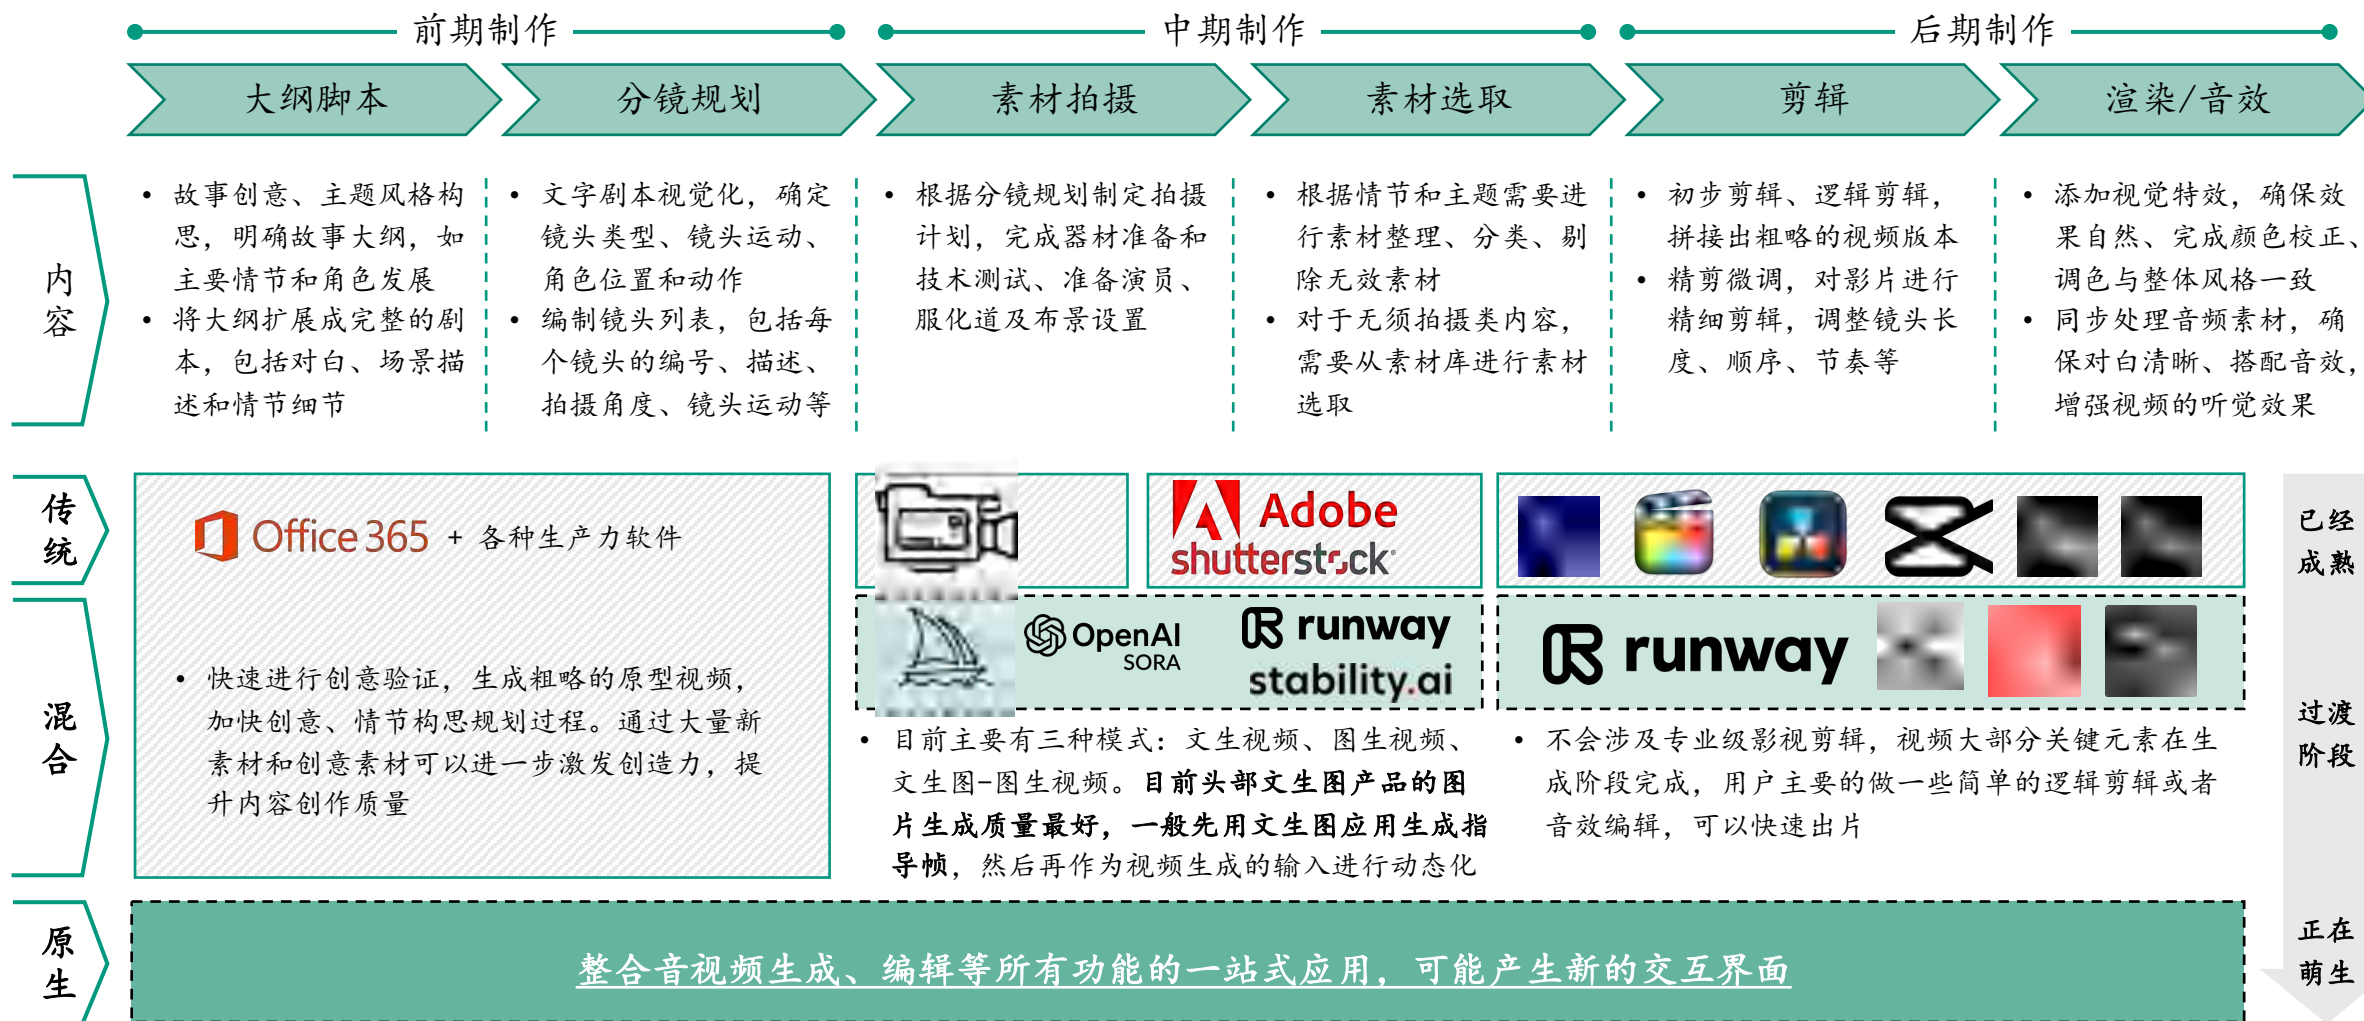 前期制作
中期制作
后期制作
大纲脚本
分镜规划
素材拍摄
素材选取
剪辑
渲染/音效
内容
• 故事创意、主题风格构
思，明确故事大纲，如
主要情节和角色发展
• 将大纲扩展成完整的剧
本，包括对白、场景描
述和情节细节
• 文字剧本视觉化，确定
镜头类型、镜头运动、
角色位置和动作
• 编制镜头列表，包括每
个镜头的编号、描述、
拍摄角度、镜头运动等
• 根据分镜规划制定拍摄
计划，完成器材准备和
技术测试、准备演员、
服化道及布景设置
• 根据情节和主题需要进
行素材整理、分类、剔
除无效素材
• 对于无须拍摄类内容，
需要从素材库进行素材
选取
• 初步剪辑、逻辑剪辑，
拼接出粗略的视频版本
• 精剪微调，对影片进行
精细剪辑，调整镜头长
度、顺序、节奏等
• 添加视觉特效，确保效
果自然、完成颜色校正、
调色与整体风格一致
• 同步处理音频素材，确
保对白清晰、搭配音效，
增强视频的听觉效果
传统
Office 365 + 各种生产力软件
Adobe
shutterstock
已经
成熟
混合
• 快速进行创意验证，生成粗略的原型视频，
加快创意、情节构思规划过程。通过大量新
素材和创意素材可以进一步激发创造力，提
升内容创作质量
OpenAI
SORA
runway
stability.ai
runway
• 目前主要有三种模式：文生视频、图生视频、
文生图-图生视频。目前头部文生图产品的图
片生成质量最好，一般先用文生图应用生成指
导帧，然后再作为视频生成的输入进行动态化
• 不会涉及专业级影视剪辑，视频大部分关键元素在生
成阶段完成，用户主要的做一些简单的逻辑剪辑或者
音效编辑，可以快速出片
过渡
阶段
原生
整合音视频生成、编辑等所有功能的一站式应用，可能产生新的交互界面
正在
萌生